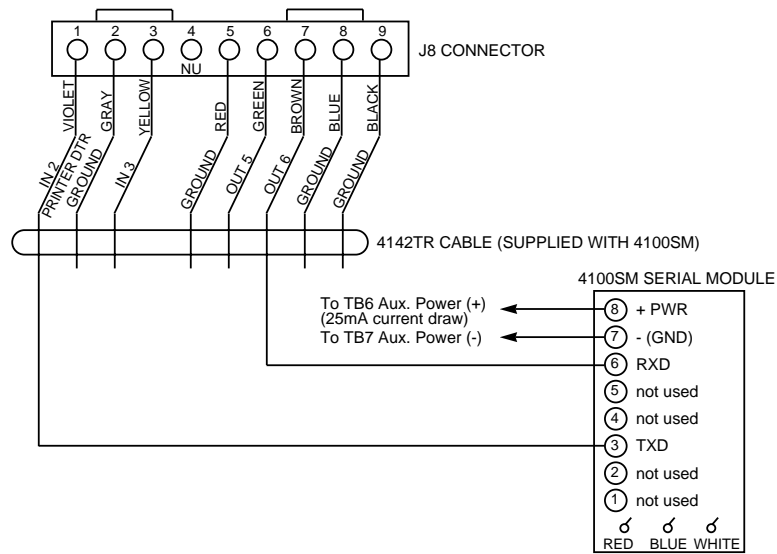 1 2 3 4 5 6 7 8 9
J8 CONNECTOR
NU
VIOLET
GRAY
YELLOW
RED
GREEN
BROWN
BLUE
BLACK
IN 2
PRINTER DTR
GROUND
IN 3
GROUND
OUT 5
OUT 6
GROUND
GROUND
4142TR CABLE (SUPPLIED WITH 4100SM)
4100SM SERIAL MODULE
To TB6 Aux. Power (+)
(25mA current draw)
To TB7 Aux. Power (-)
8 + PWR
7 - (GND)
6 RXD
5 not used
4 not used
3 TXD
2 not used
1 not used
RED BLUE WHITE